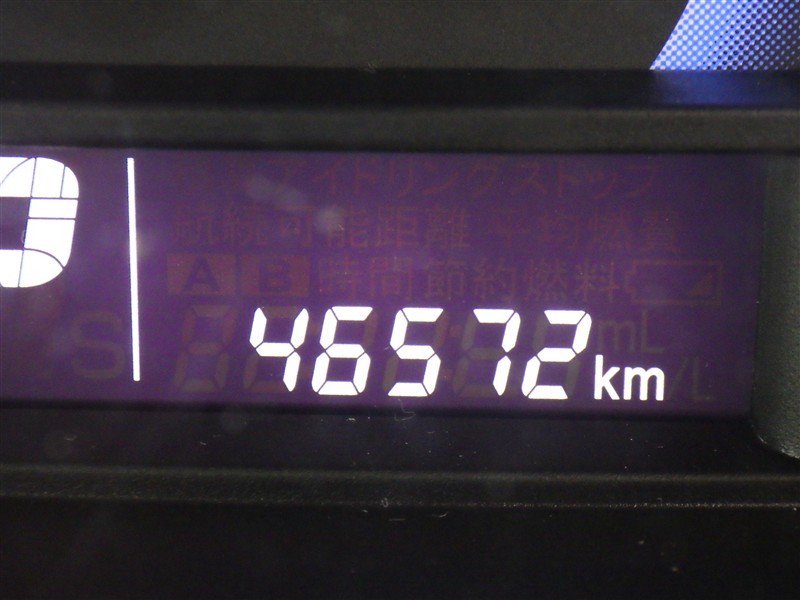 アイドリングストップ
航続可能距離 平均燃費
A B 時間節約燃料
S 46572 km mL
/L